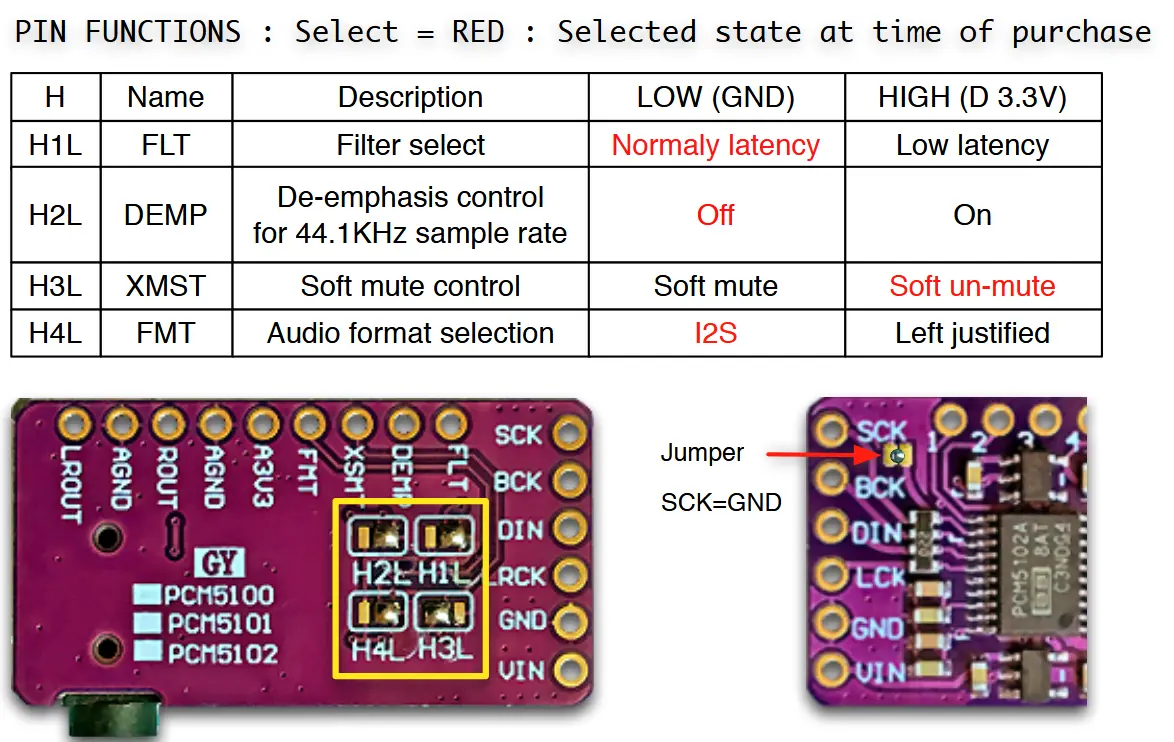 PIN FUNCTIONS : Select = RED : Selected state at time of purchase
H Name Description LOW (GND) HIGH (D 3.3V)
H1L FLT Filter select Normaly latency Low latency
H2L DEMP De-emphasis control
for 44.1KHz sample rate Off On
H3L XMST Soft mute control Soft mute Soft un-mute
H4L FMT Audio format selection I2S Left justified
LROUT
AGND
ROUT
AGND
A3V3
FMT
XSMT
DEMP
FLT
SCK
BCK
DIN
LRCK
GND
VIN
H2L H1L
H4L H3L
GY
PCM5100
PCM5101
PCM5102
Jumper
SCK=GND
SCK
BCK
DIN
LCK
GND
VIN
1 2 3 4
PCM5102A
8AT
C3N0G4